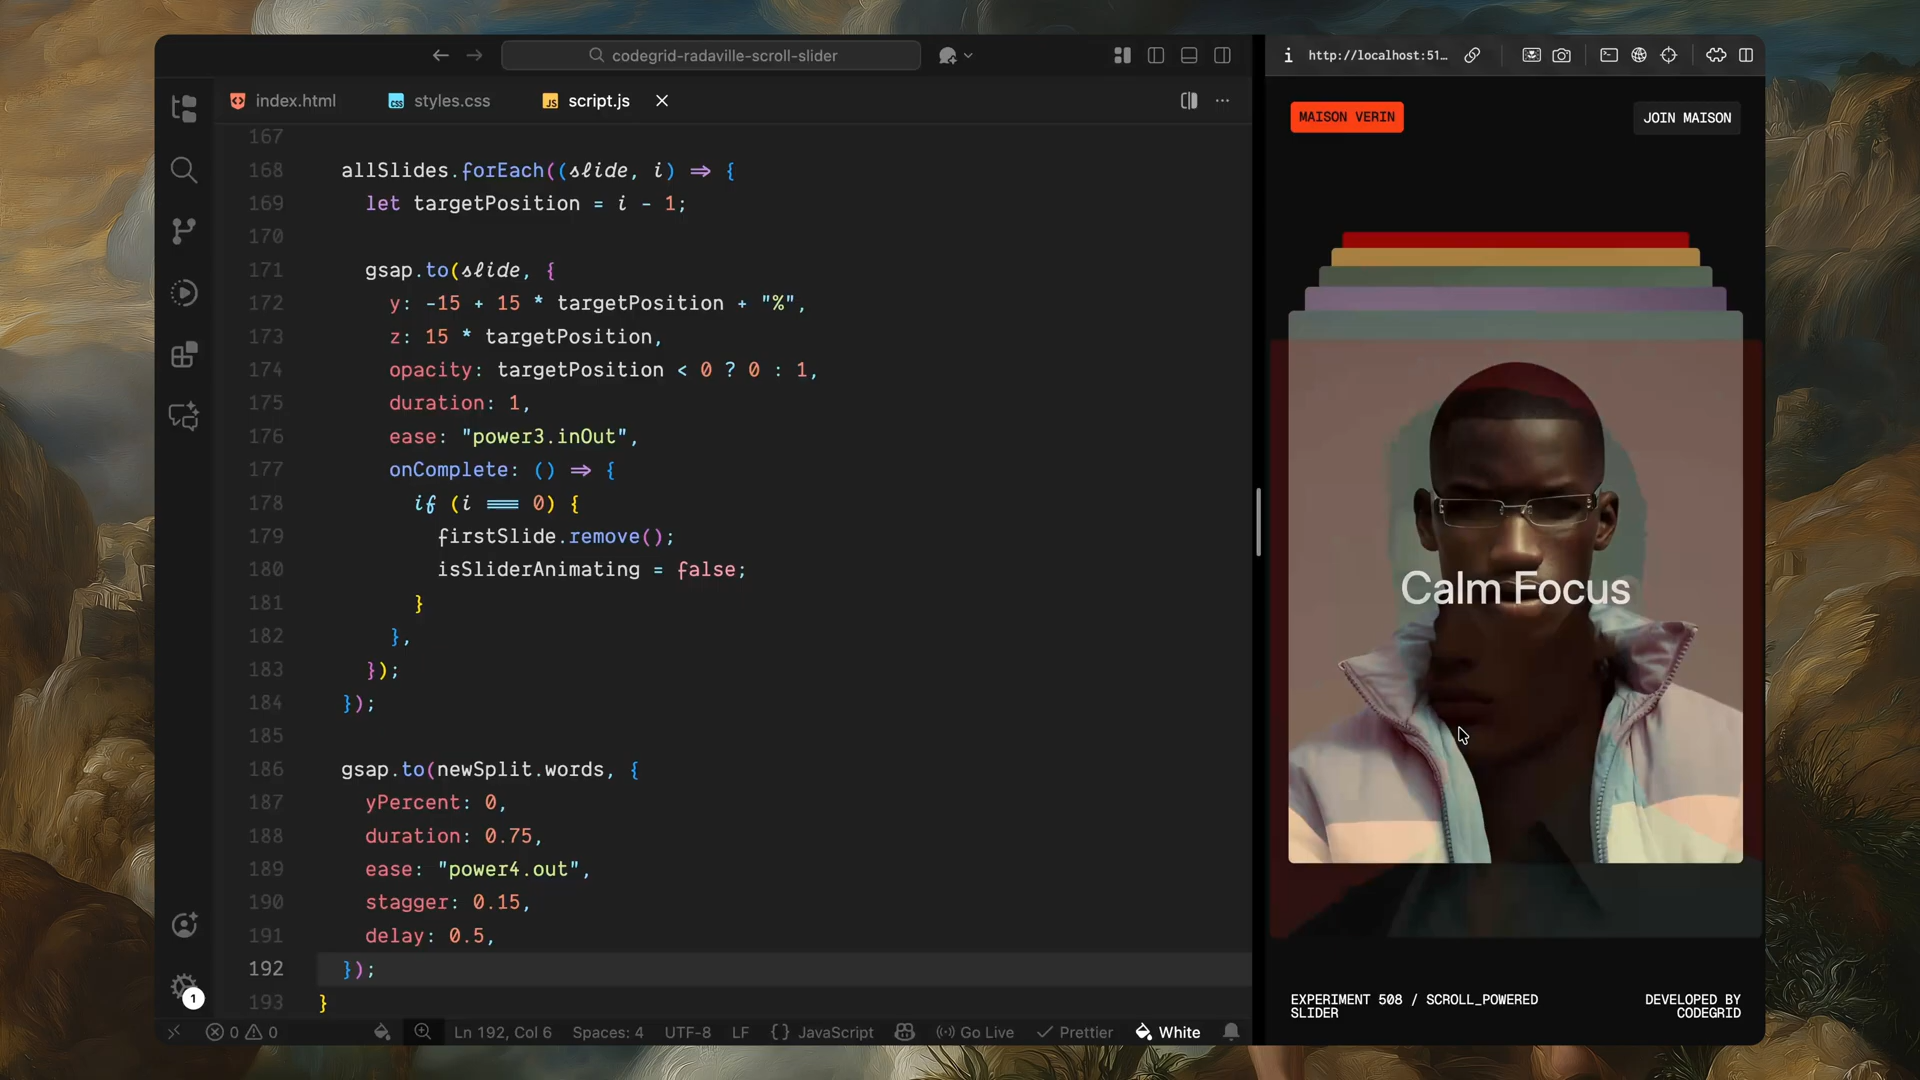 codegrid-radaville-scroll-slider
index.html
styles.css
script.js
167
168 allSlides.forEach((slide, i) => {
169 let targetPosition = i - 1;
170
171 gsap.to(slide, {
172 y: -15 + 15 * targetPosition + "%",
173 z: 15 * targetPosition,
174 opacity: targetPosition < 0 ? 0 : 1,
175 duration: 1,
176 ease: "power3.inOut",
177 onComplete: () => {
178 if (i === 0) {
179 firstSlide.remove();
180 isSliderAnimating = false;
181 }
182 },
183 });
184 });
185
186 gsap.to(newSplit.words, {
187 yPercent: 0,
188 duration: 0.75,
189 ease: "power4.out",
190 stagger: 0.15,
191 delay: 0.5,
192 });
193 }
1
0 0
Ln 192, Col 6
Spaces: 4
UTF-8
LF
{} JavaScript
Go Live
Prettier
White
http://localhost:51…
MAISON VERIN
JOIN MAISON
Calm Focus
EXPERIMENT 508 / SCROLL_POWERED
SLIDER
DEVELOPED BY
CODEGRID